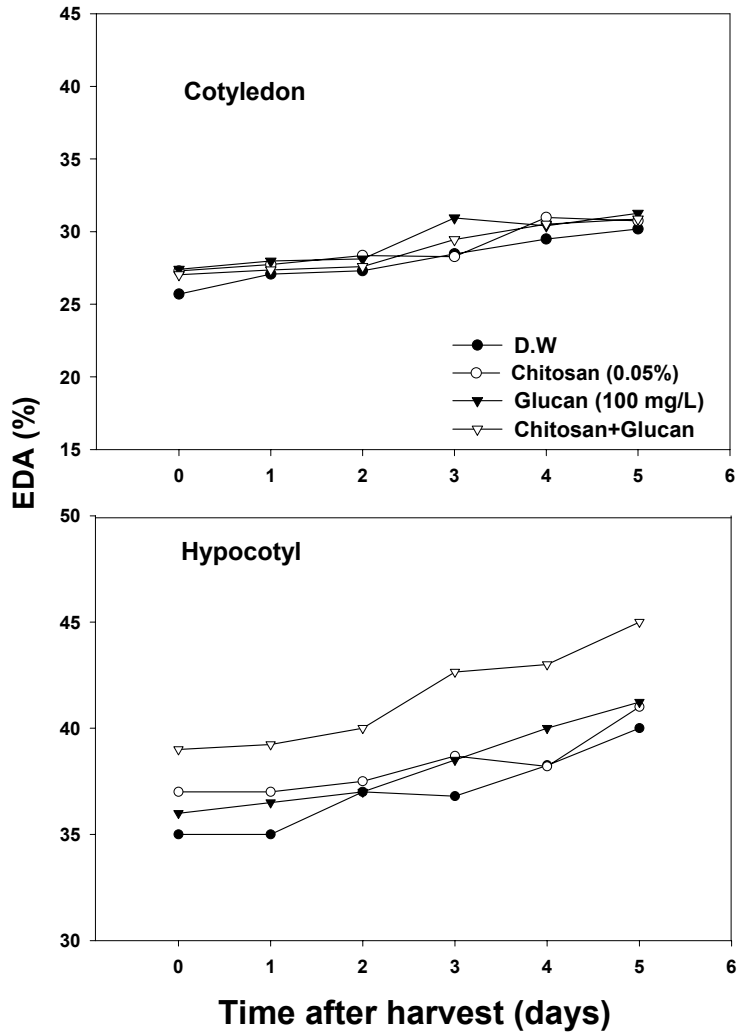 45
40
35
30
25
20
15
Cotyledon
D.W
Chitosan (0.05%)
Glucan (100 mg/L)
Chitosan+Glucan
0 1 2 3 4 5 6
EDA (%)
50
45
40
35
30
Hypocotyl
0 1 2 3 4 5 6
Time after harvest (days)